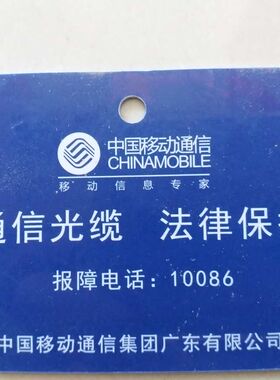 中国移动通信
CHINAMOBILE
移动信息专家
通信光缆 法律保
报障电话：10086
中国移动通信集团广东有限公司